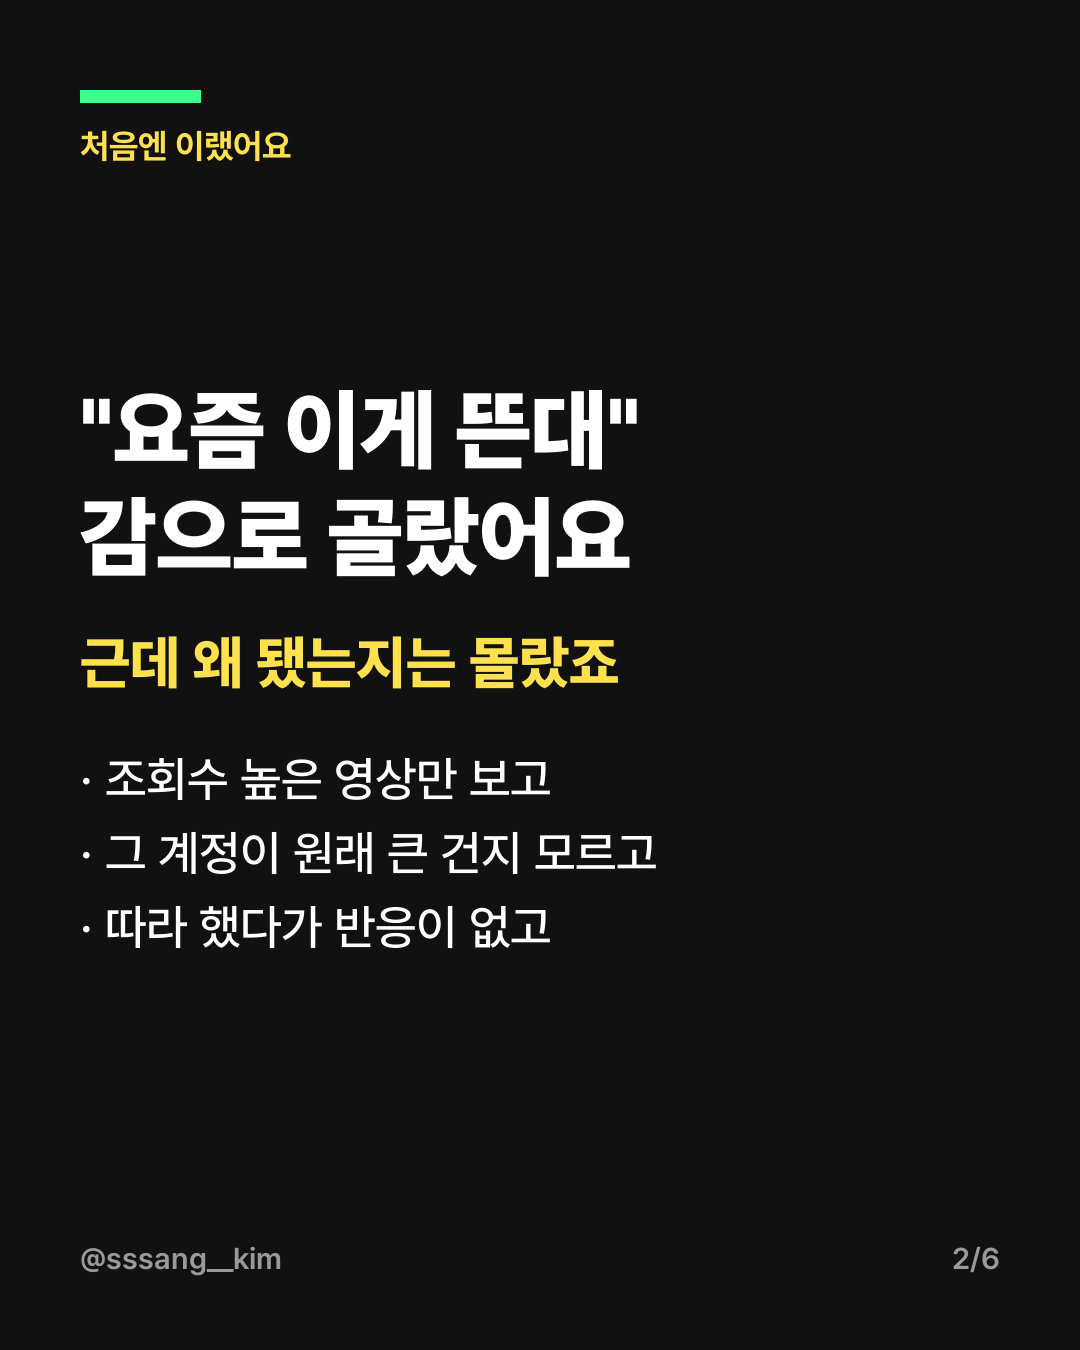 처음엔 이랬어요
"요즘 이게 뜬대"
감으로 골랐어요
근데 왜 됐는지는 몰랐죠
· 조회수 높은 영상만 보고
· 그 계정이 원래 큰 건지 모르고
· 따라 했다가 반응이 없고
@sssang__kim
2/6